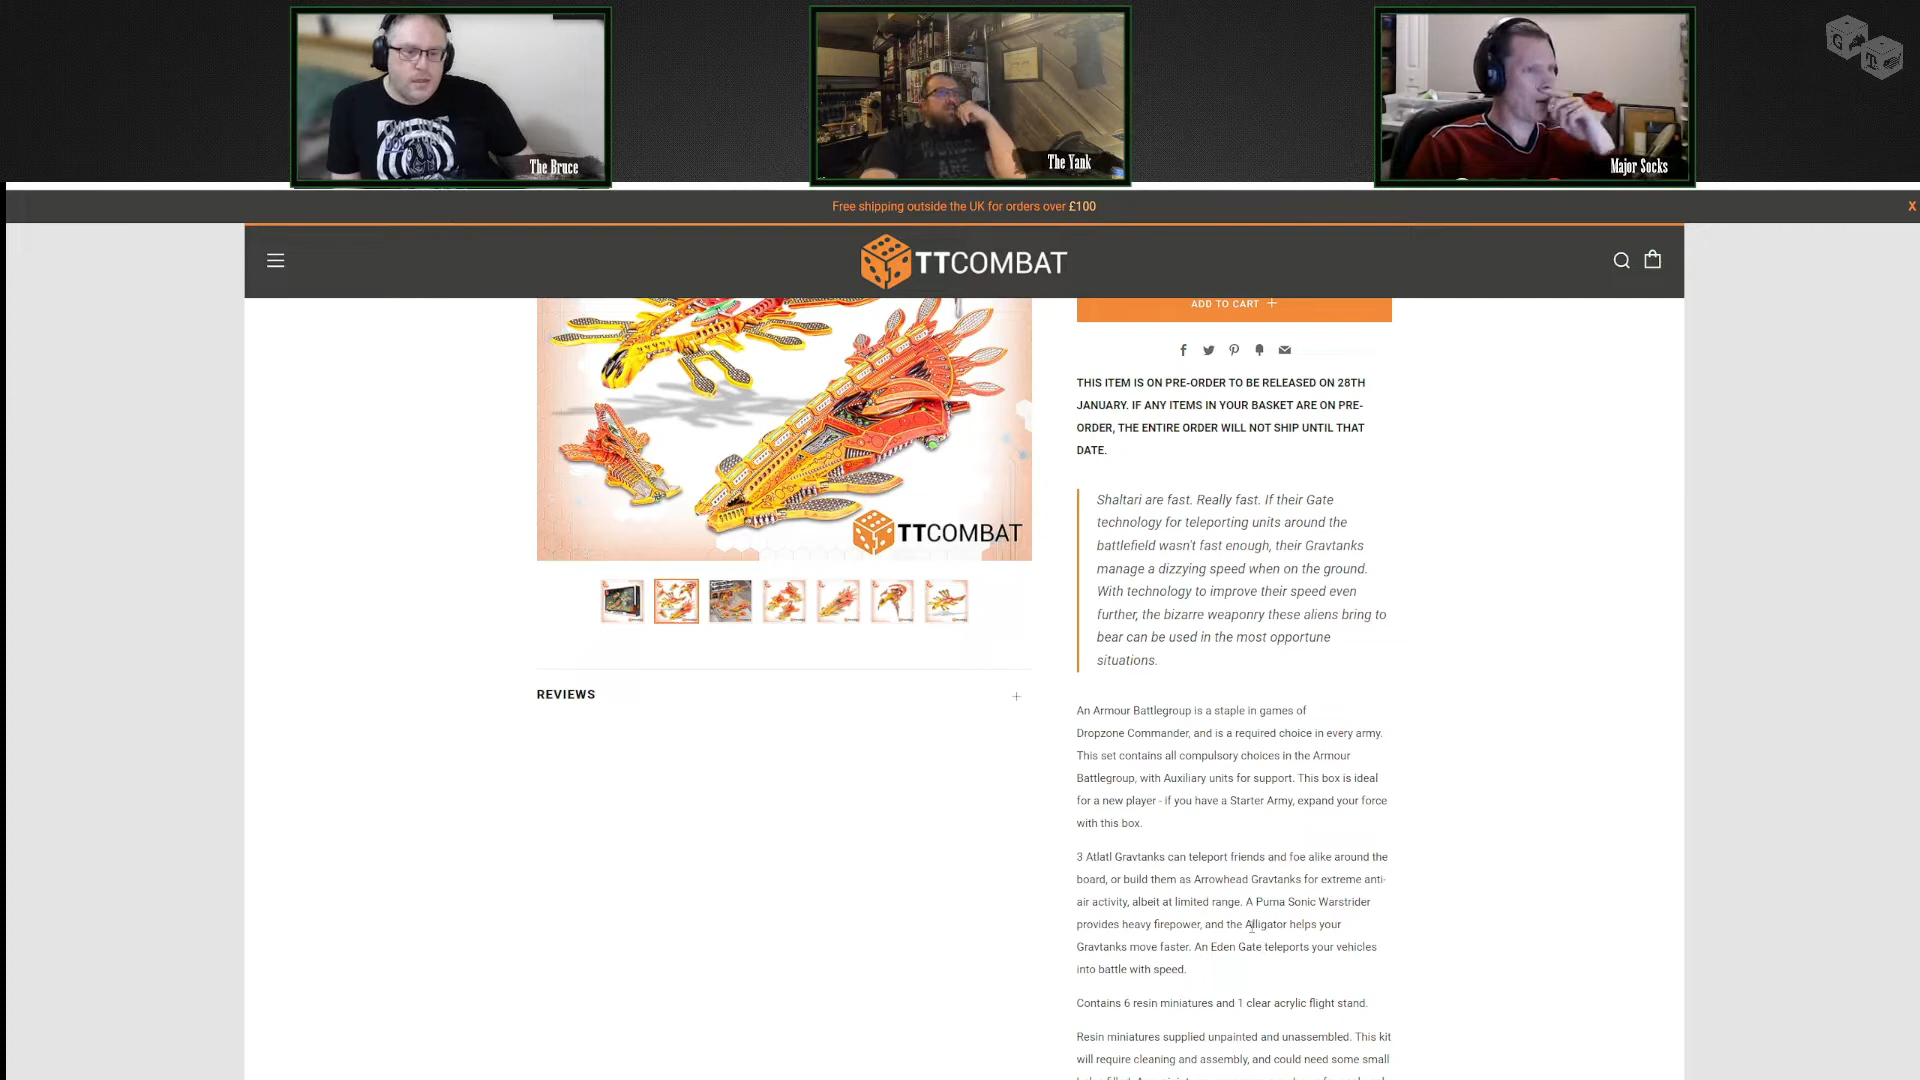 The Bruce
The Yank
Major Socks
Free shipping outside the UK for orders over £100
X
TTCOMBAT
ADD TO CART +
THIS ITEM IS ON PRE-ORDER TO BE RELEASED ON 28TH
JANUARY. IF ANY ITEMS IN YOUR BASKET ARE ON PRE-
ORDER, THE ENTIRE ORDER WILL NOT SHIP UNTIL THAT
DATE.
Shaltari are fast. Really fast. If their Gate
technology for teleporting units around the
battlefield wasn't fast enough, their Gravtanks
manage a dizzying speed when on the ground.
With technology to improve their speed even
further, the bizarre weaponry these aliens bring to
bear can be used in the most opportune
situations.
TTCOMBAT
REVIEWS
An Armour Battlegroup is a staple in games of
Dropzone Commander, and is a required choice in every army.
This set contains all compulsory choices in the Armour
Battlegroup, with Auxiliary units for support. This box is ideal
for a new player - if you have a Starter Army, expand your force
with this box.
3 Atlatl Gravtanks can teleport friends and foe alike around the
board, or build them as Arrowhead Gravtanks for extreme anti-
air activity, albeit at limited range. A Puma Sonic Warstrider
provides heavy firepower, and the Alligator helps your
Gravtanks move faster. An Eden Gate teleports your vehicles
into battle with speed.
Contains 6 resin miniatures and 1 clear acrylic flight stand.
Resin miniatures supplied unpainted and unassembled. This kit
will require cleaning and assembly, and could need some small